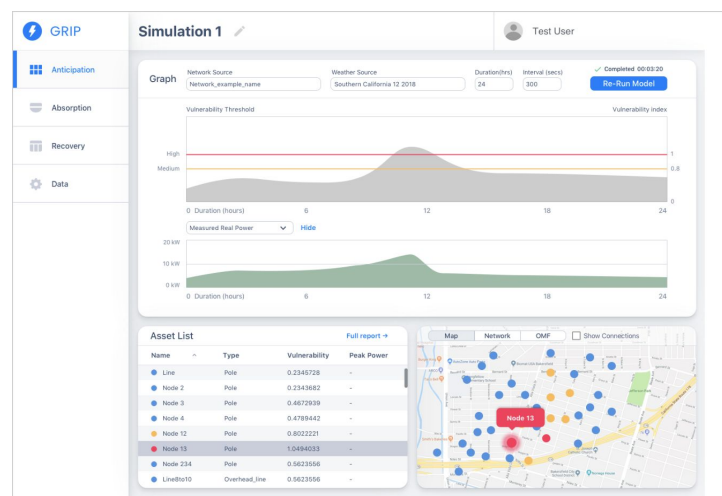 GRIP
Simulation 1
Test User
Anticipation
Absorption
Recovery
Data
Graph
Network Source
Network_example_name
Weather Source
Southern California 12 2018
Duration(hrs)
24
Interval (secs)
300
Completed 00:03:20
Re-Run Model
Vulnerability Threshold
Vulnerability index
High
1
Medium
0.8
0
0 Duration (hours) 6 12 18 24
Measured Real Power
Hide
20 kW
10 kW
0 kW
0 Duration (hours) 6 12 18 24
Asset List
Full report →
Name Type Vulnerability Peak Power
Line Pole 0.2345728 -
Node 2 Pole 0.2343682 -
Node 3 Pole 0.4672939 -
Node 4 Pole 0.4789442 -
Node 12 Pole 0.8022221 -
Node 13 Pole 1.0494033 -
Node 234 Pole 0.5623556 -
Line8to10 Overhead_line 0.5623556 -
Map Network OMF
Show Connections
Node 13